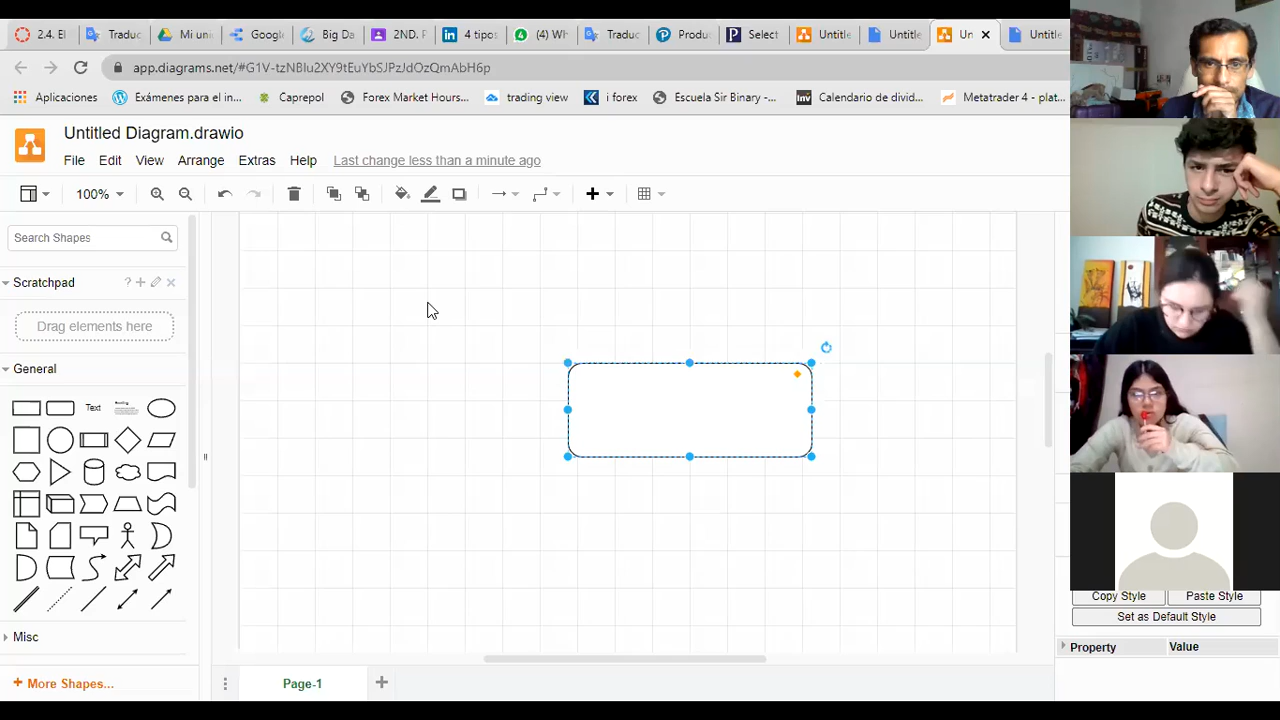 2.4. El
Traduc
Mi uni
Google
Big Da
2ND. F
4 tipos
(4) Wh
Traduc
Produ
Select
Untitle
Untitle
Un
Untitle
app.diagrams.net/#G1V-tzNBIu2XY9tEuYbSJPzJdOzQmAbH6p
Aplicaciones
Exámenes para el in...
Caprepol
Forex Market Hours...
trading view
i forex
Escuela Sir Binary -...
Calendario de divid...
Metatrader 4 - plat...
Untitled Diagram.drawio
File Edit View Arrange Extras Help Last change less than a minute ago
100%
Search Shapes
Scratchpad
Drag elements here
General
Text
Misc
+ More Shapes...
Page-1
Copy Style
Paste Style
Set as Default Style
Property
Value